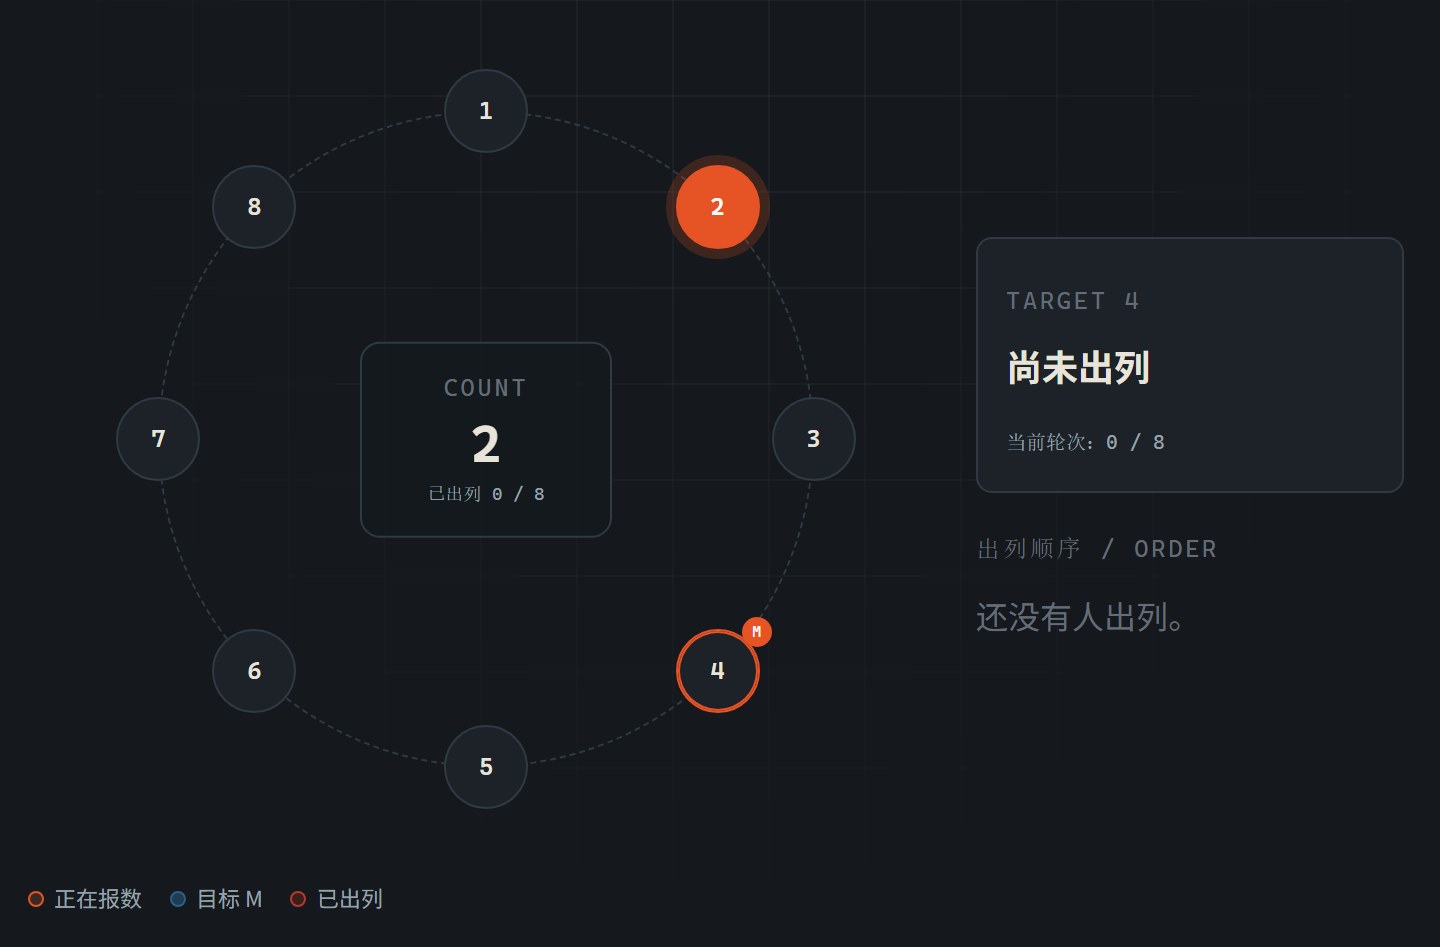 1
8
2
TARGET 4
尚未出列
COUNT
2
已出列 0 / 8
7
3
当前轮次: 0 / 8
出列顺序 / ORDER
还没有人出列。
M
6
4
5
正在报数
目标 M
已出列